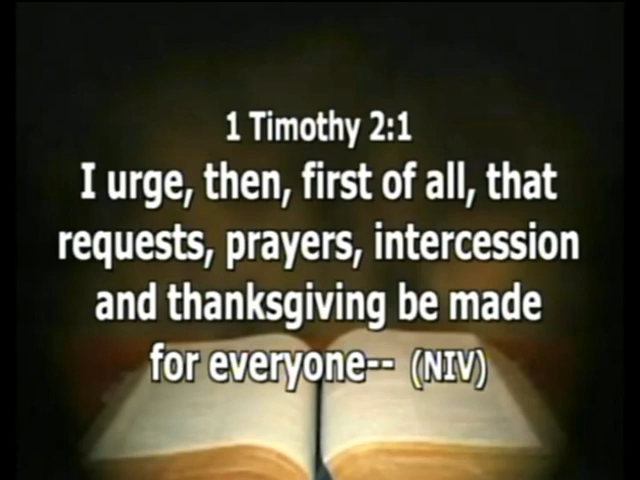 1 Timothy 2:1
I urge, then, first of all, that
requests, prayers, intercession
and thanksgiving be made
for everyone-- (NIV)